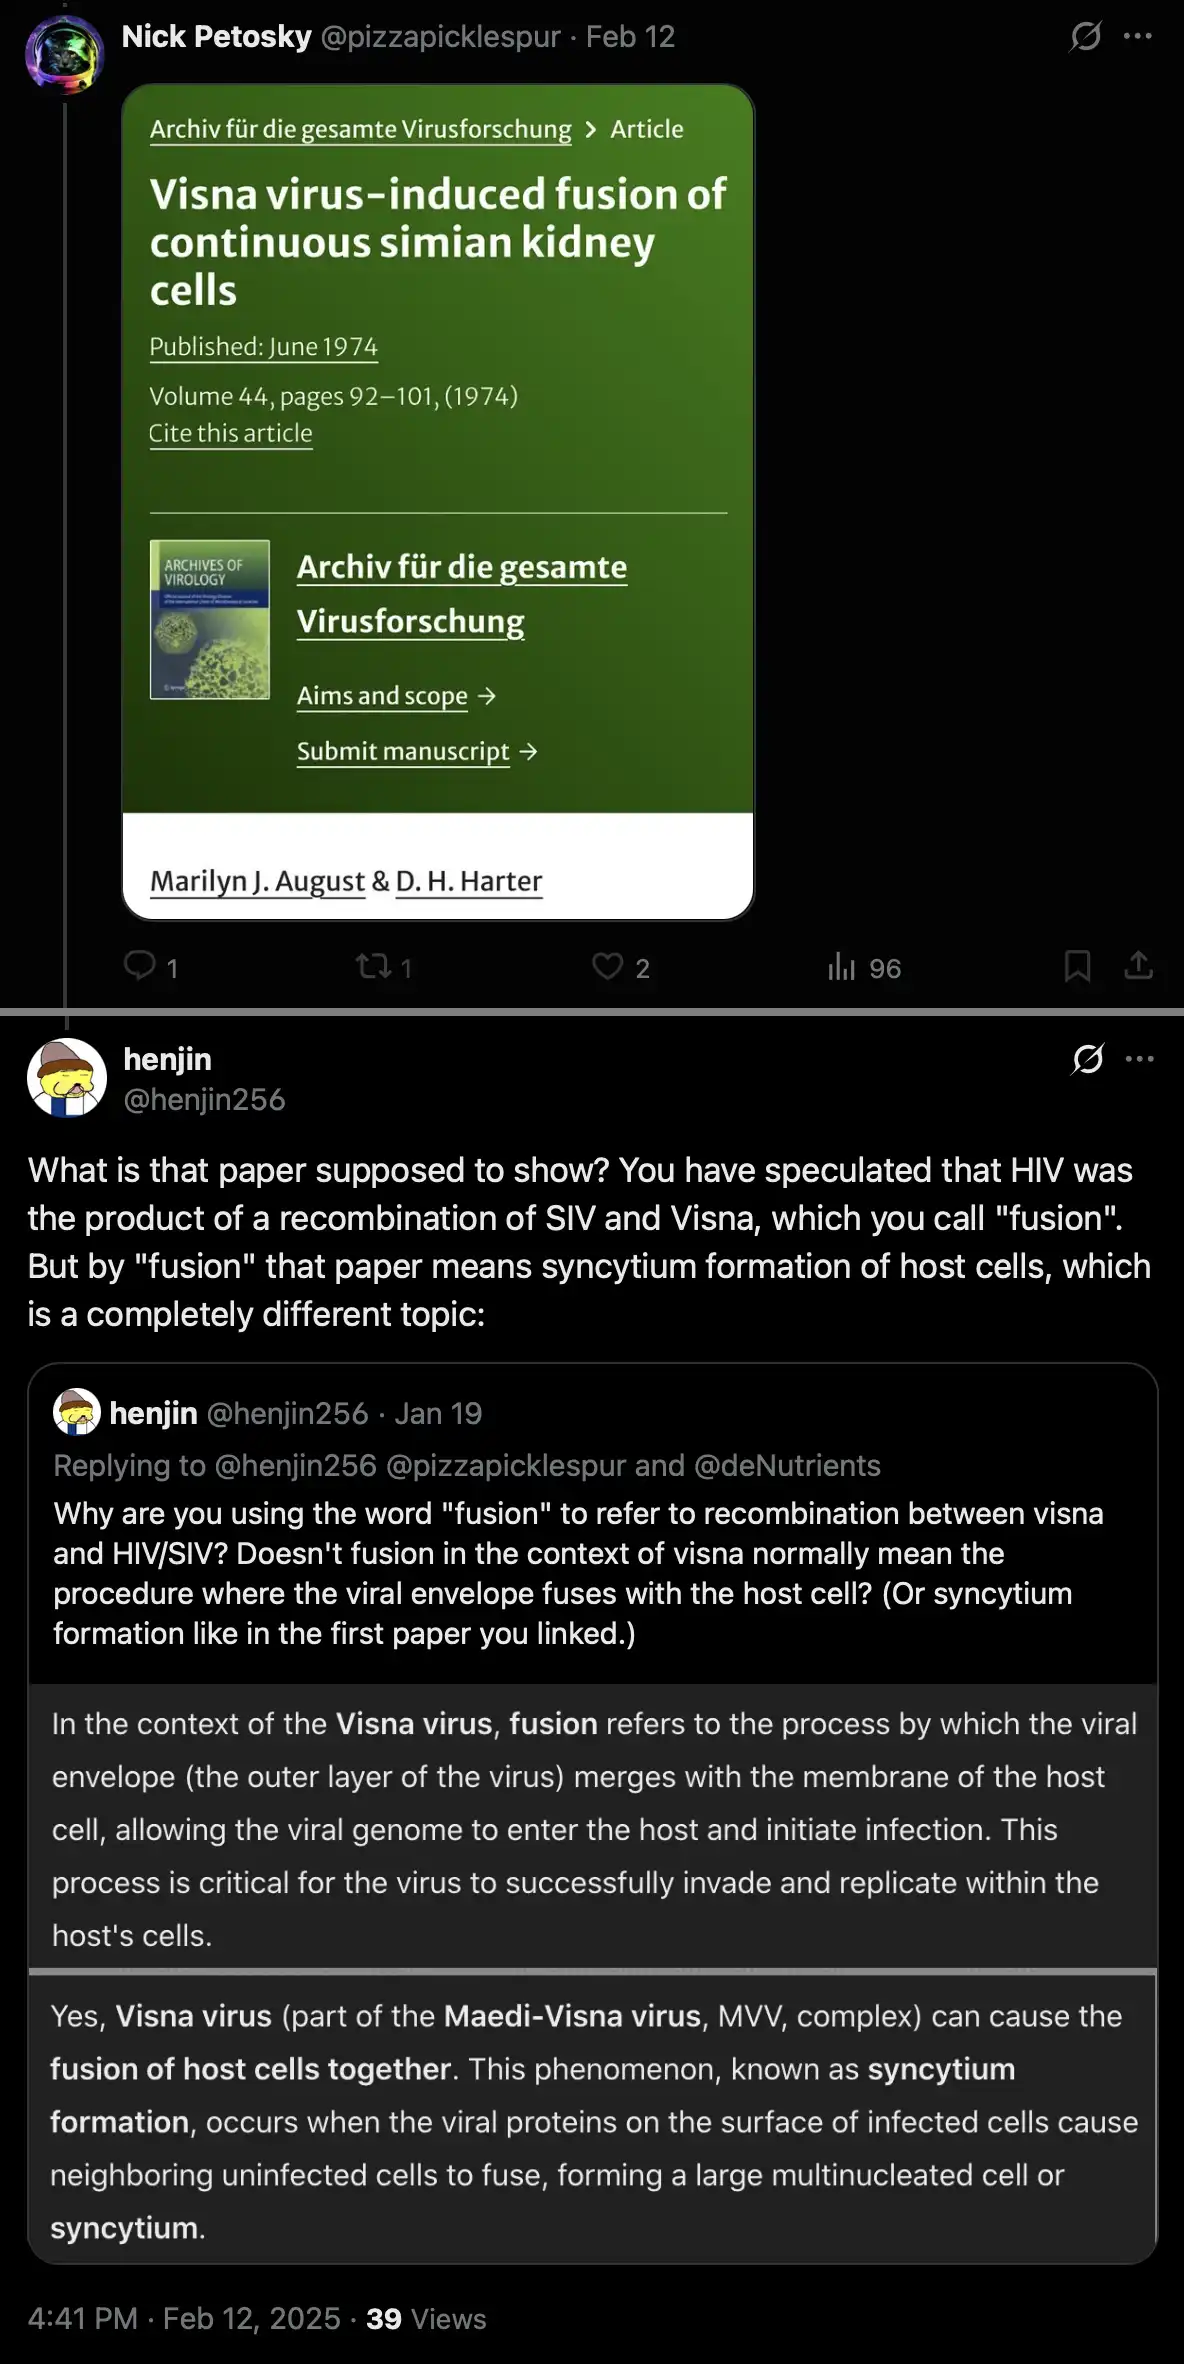 Nick Petosky @pizzapicklespur · Feb 12
Archiv für die gesamte Virusforschung > Article
Visna virus-induced fusion of
continuous simian kidney
cells
Published: June 1974
Volume 44, pages 92–101, (1974)
Cite this article
ARCHIVES OF
VIROLOGY
Archiv für die gesamte
Virusforschung
Aims and scope →
Submit manuscript →
Marilyn J. August & D. H. Harter
1 1 2 96
henjin
@henjin256
What is that paper supposed to show? You have speculated that HIV was
the product of a recombination of SIV and Visna, which you call "fusion".
But by "fusion" that paper means syncytium formation of host cells, which
is a completely different topic:
henjin @henjin256 · Jan 19
Replying to @henjin256 @pizzapicklespur and @deNutrients
Why are you using the word "fusion" to refer to recombination between visna
and HIV/SIV? Doesn't fusion in the context of visna normally mean the
procedure where the viral envelope fuses with the host cell? (Or syncytium
formation like in the first paper you linked.)
In the context of the Visna virus, fusion refers to the process by which the viral
envelope (the outer layer of the virus) merges with the membrane of the host
cell, allowing the viral genome to enter the host and initiate infection. This
process is critical for the virus to successfully invade and replicate within the
host's cells.
Yes, Visna virus (part of the Maedi-Visna virus, MVV, complex) can cause the
fusion of host cells together. This phenomenon, known as syncytium
formation, occurs when the viral proteins on the surface of infected cells cause
neighboring uninfected cells to fuse, forming a large multinucleated cell or
syncytium.
4:41 PM · Feb 12, 2025 · 39 Views